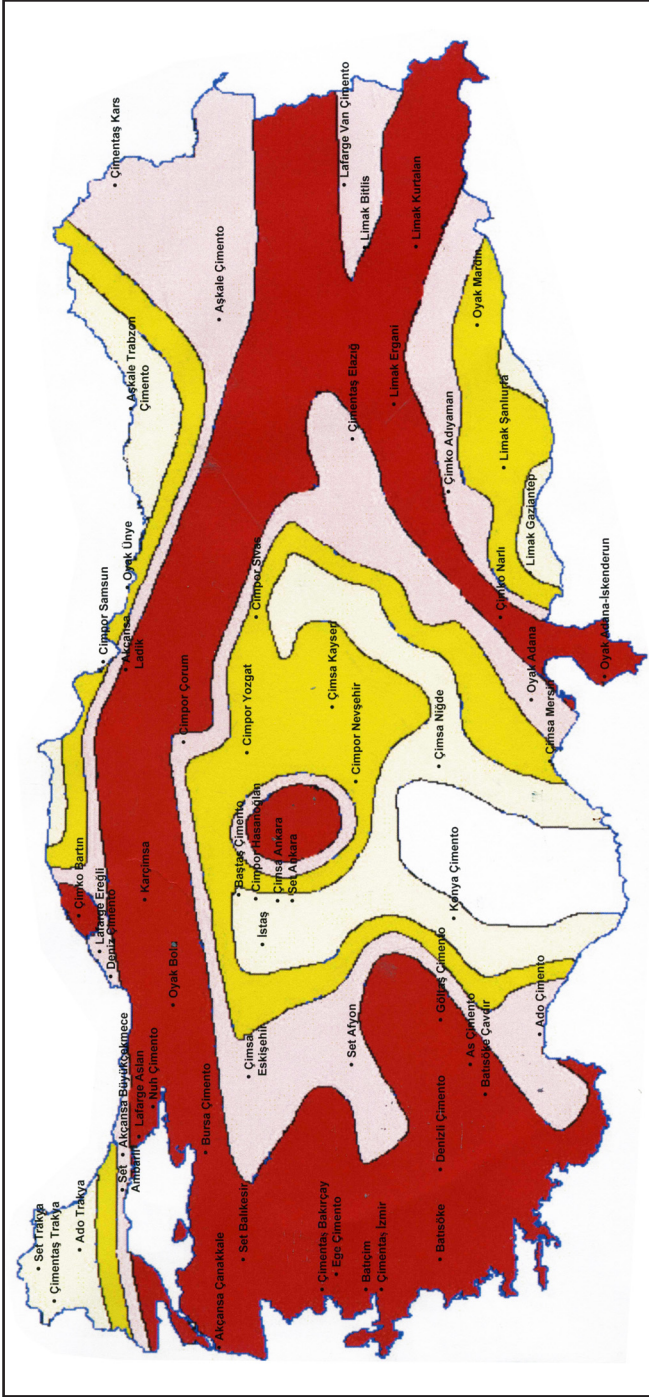 Set Trakya
Çimentaş Trakya
Ado Trakya
Set
Ambarlı
Akçansa Büyükçekmece
Lafarge Aslan
Nuh Çimento
Akçansa Çanakkale
Set Balıkesir
Bursa Çimento
Çimentaş Bakırçay
Ege Çimento
Batıçim
Çimentaş İzmir
Batısöke
Denizli Çimento
Çimko Bartın
Lafarge Ereğli
Deniz Çimento
Karçimsa
Oyak Bolu
Çimsa
Eskişehir
Set Afyon
Göltaş Çimento
As Çimento
Batısöke Çavdır
Ado Çimento
Baştaş Çimento
Cimpor Hasanoğlan
Çimsa Ankara
Set Ankara
İstaş
Konya Çimento
Cimpor Samsun
Akçansa
Ladik
Oyak Ünye
Cimpor Çorum
Cimpor Yozgat
Cimpor Sivas
Çimsa Kayseri
Cimpor Nevşehir
Çimsa Niğde
Çimsa Mersin
Oyak Adana
Oyak Adana-İskenderun
Aşkale Trabzon
Çimento
Aşkale Çimento
Çimentaş Kars
Lafarge Van Çimento
Limak Bitlis
Limak Kurtalan
Çimentaş Elazığ
Limak Ergani
Çimko Adıyaman
Çimko Narlı
Limak Gaziantep
Limak Şanlıurfa
Oyak Mardin